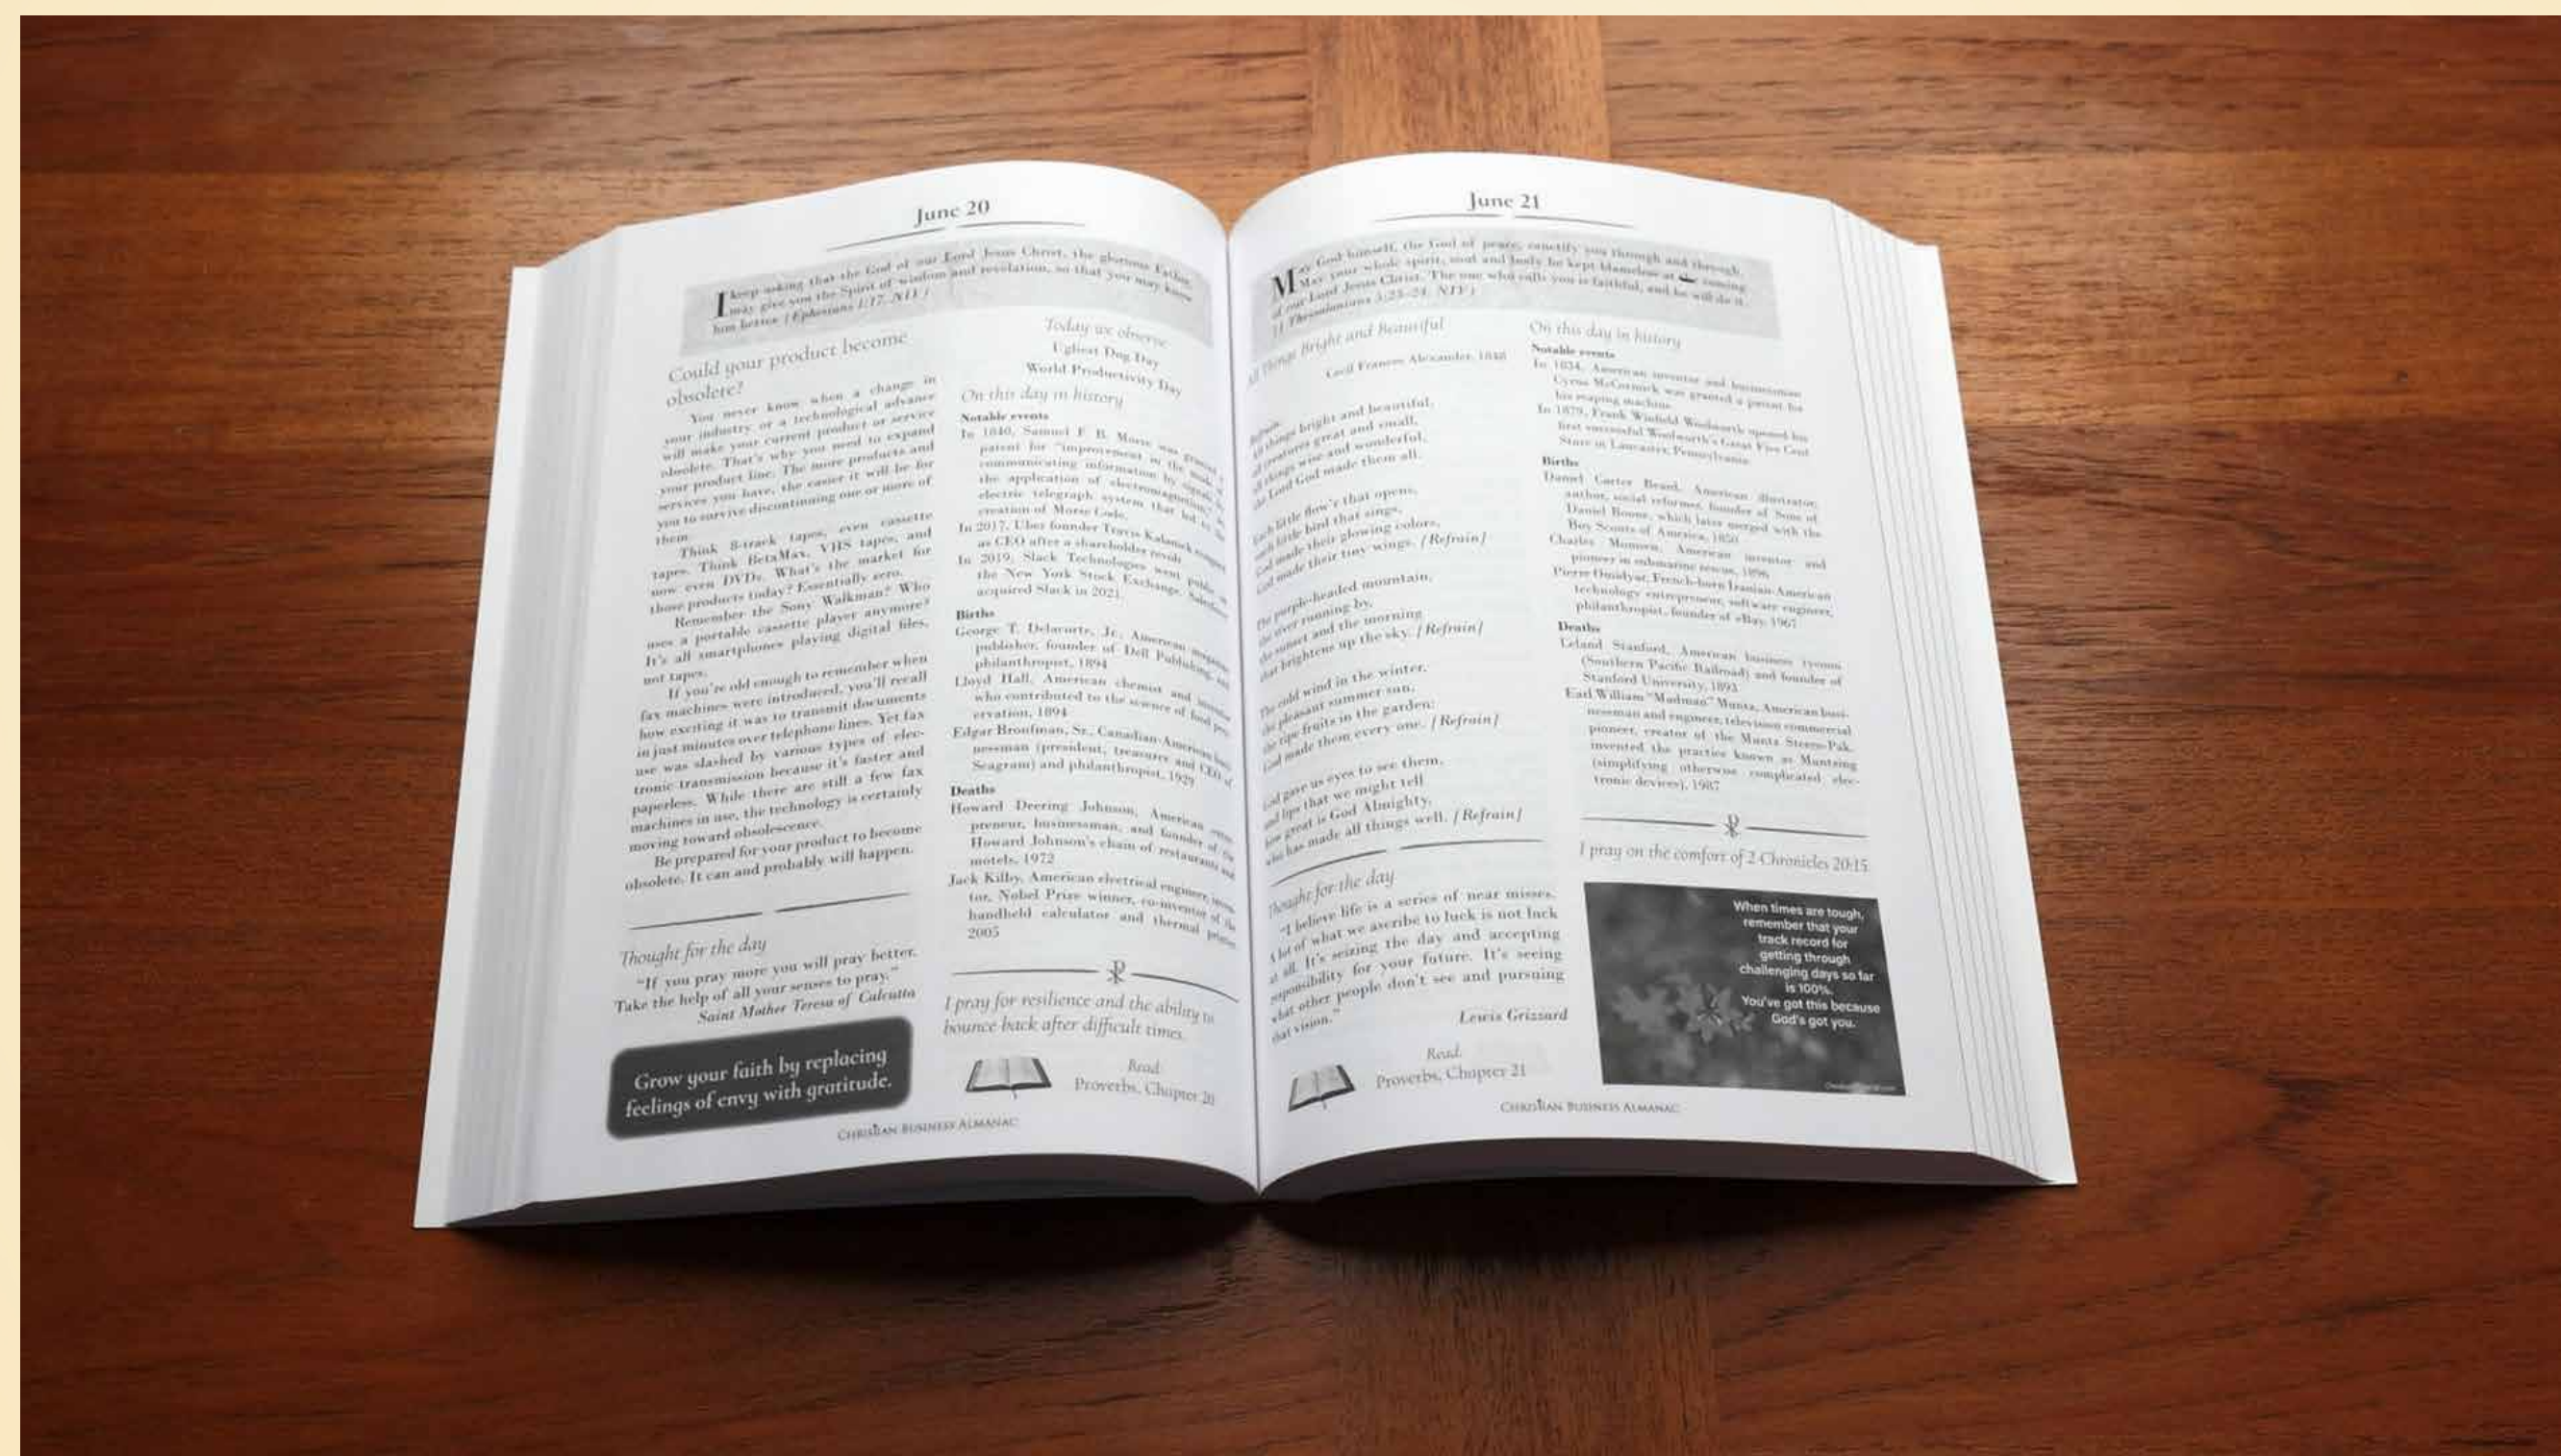 June 20
I keep asking that the God of our Lord Jesus Christ, the glorious Father,
may give you the Spirit of wisdom and revelation, so that you may know
him better. (Ephesians 1:17, NIV)
Could your product become
obsolete?
You never know when a change in
your industry or a technological advance
will make your current product or service
obsolete. That's why you need to expand
your product line. The more products and
services you have, the easier it will be for
you to survive discontinuing one or more of
them.
Think 8-track tapes, even cassette
tapes. Think BetaMax, VHS tapes, and
now even DVDs. What's the market for
those products today? Essentially zero.
Remember the Sony Walkman? Who
uses a portable cassette player anymore?
It's all smartphones playing digital files,
not tapes.
If you're old enough to remember when
fax machines were introduced, you'll recall
how exciting it was to transmit documents
in just minutes over telephone lines. Yet fax
use was slashed by various types of elec-
tronic transmission because it's faster and
paperless. While there are still a few fax
machines in use, the technology is certainly
moving toward obsolescence.
Be prepared for your product to become
obsolete. It can and probably will happen.
Thought for the day
"If you pray more you will pray better.
Take the help of all your senses to pray."
Saint Mother Teresa of Calcutta
Grow your faith by replacing
feelings of envy with gratitude.
Today we observe
Ugliest Dog Day
World Productivity Day
On this day in history
Notable events
In 1840, Samuel F. B. Morse was granted a
patent for "improvement in the mode of
communicating information by signals by
the application of electromagnetism,"
electric telegraph system that led to the
creation of Morse Code.
In 2017, Uber founder Travis Kalanick
as CEO after a shareholder revolt.
In 2019, Slack Technologies went public
the New York Stock Exchange. Salesforce
acquired Slack in 2021.
Births
George T. Delacorte, Jr., American magazine
publisher, founder of Dell Publishing, and
philanthropist, 1894
Lloyd Hall, American chemist and inventor
who contributed to the science of food pres-
ervation, 1894
Edgar Bronfman, Sr., Canadian-American busi-
nessman (president, treasurer and CEO of
Seagram) and philanthropist, 1929
Deaths
Howard Deering Johnson, American entre-
preneur, businessman, and founder of the
Howard Johnson's chain of restaurants and
motels, 1972
Jack Kilby, American electrical engineer, inven-
tor, Nobel Prize winner, co-inventor of the
handheld calculator and thermal printer,
2005
I pray for resilience and the ability to
bounce back after difficult times.
Read:
Proverbs, Chapter 20
CHRISTIAN BUSINESS ALMANAC
June 21
May God himself, the God of peace, sanctify you through and through.
May your whole spirit, soul and body be kept blameless at coming
of our Lord Jesus Christ. The one who calls you is faithful, and he will do it.
(1 Thessalonians 5:23-24, NIV)
All Things Bright and Beautiful
Cecil Frances Alexander, 1848
Refrain:
All things bright and beautiful,
all creatures great and small,
all things wise and wonderful,
the Lord God made them all.
Each little flow'r that opens,
each little bird that sings,
God made their glowing colors,
God made their tiny wings. [Refrain]
The purple-headed mountain,
the river running by,
the sunset and the morning
that brightens up the sky. [Refrain]
The cold wind in the winter,
the pleasant summer sun,
the ripe fruits in the garden:
God made them every one. [Refrain]
God gave us eyes to see them,
and lips that we might tell
how great is God Almighty,
who has made all things well. [Refrain]
Thought for the day
"I believe life is a series of near misses.
A lot of what we ascribe to luck is not luck
at all. It's seizing the day and accepting
responsibility for your future. It's seeing
what other people don't see and pursuing
that vision."
Lewis Grizzard
Read:
Proverbs, Chapter 21
On this day in history
Notable events
In 1834, American inventor and businessman
Cyrus McCormick was granted a patent for
his reaping machine.
In 1879, Frank Winfield Woolworth opened his
first successful Woolworth's Great Five Cent
Store in Lancaster, Pennsylvania.
Births
Daniel Carter Beard, American illustrator,
author, social reformer, founder of Sons of
Daniel Boone, which later merged with the
Boy Scouts of America, 1850
Charles Momsen, American inventor and
pioneer in submarine rescue, 1896
Pierre Omidyar, French-born Iranian-American
technology entrepreneur, software engineer,
philanthropist, founder of eBay, 1967
Deaths
Leland Stanford, American business tycoon
(Southern Pacific Railroad) and founder of
Stanford University, 1893
Earl William "Madman" Muntz, American busi-
nessman and engineer, television commercial
pioneer, creator of the Muntz Stereo-Pak,
invented the practice known as Muntzing
(simplifying otherwise complicated elec-
tronic devices), 1987
I pray on the comfort of 2 Chronicles 20:15.
When times are tough,
remember that your
track record for
getting through
challenging days so far
is 100%.
You've got this because
God's got you.
CHRISTIAN BUSINESS ALMANAC